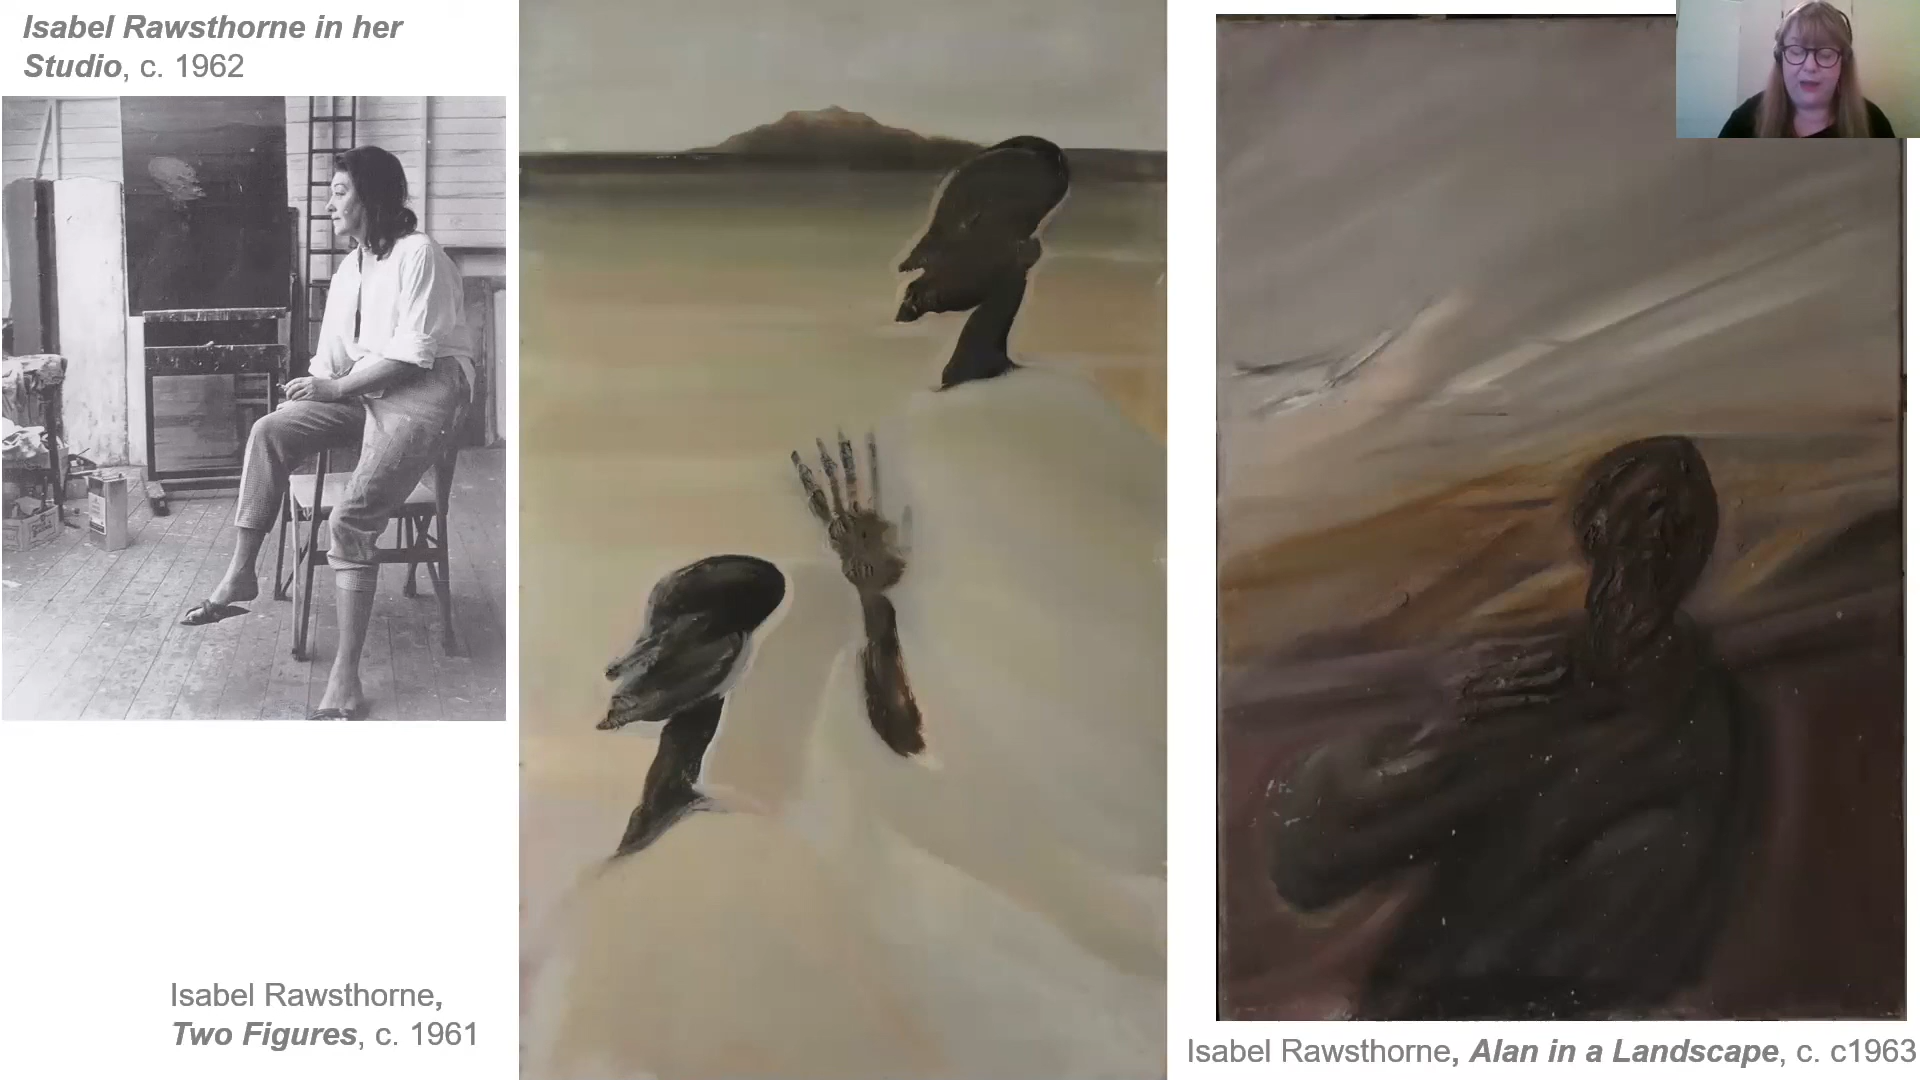 Isabel Rawsthorne in her
Studio, c. 1962
Isabel Rawsthorne,
Two Figures, c. 1961
Isabel Rawsthorne, Alan in a Landscape, c. c1963